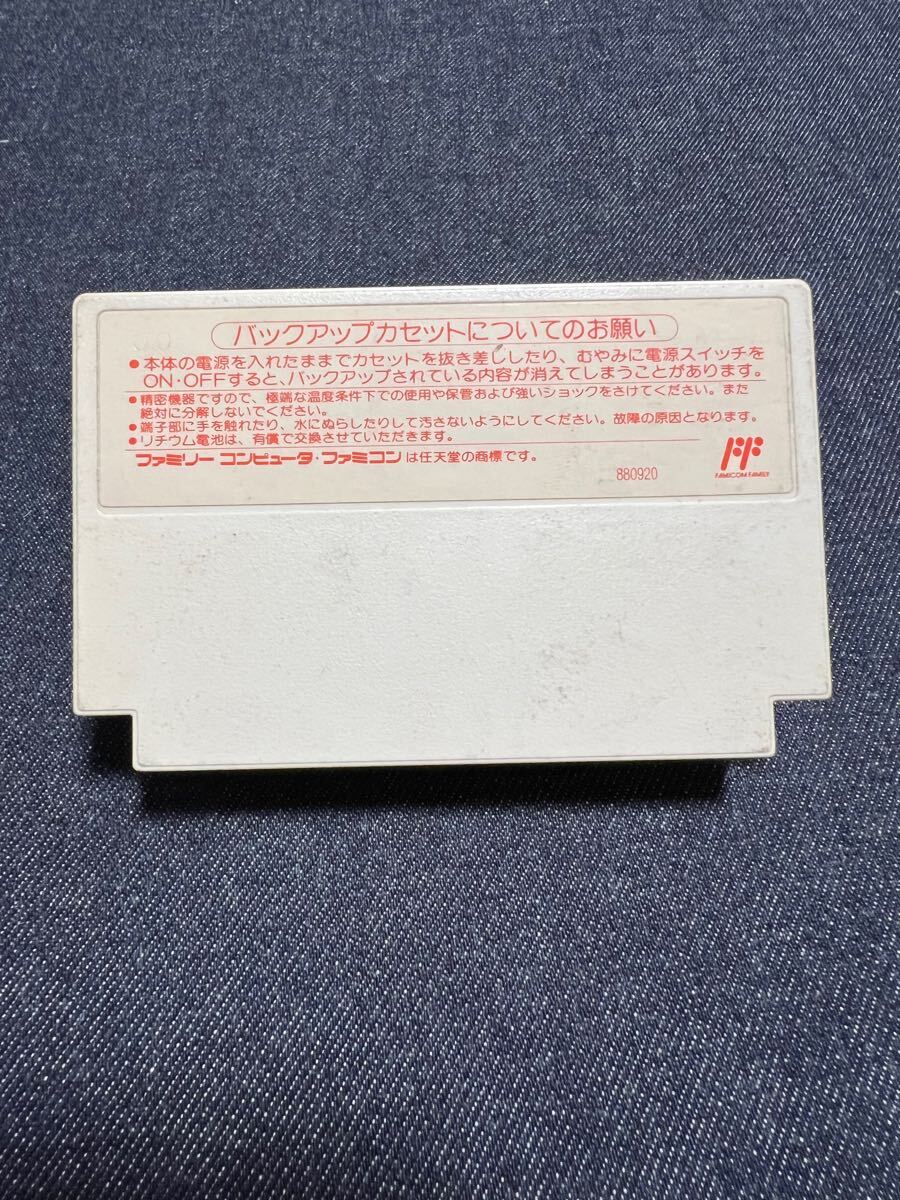 バックアップカセットについてのお願い
●本体の電源を入れたままでカセットを抜き差ししたり、むやみに電源スイッチを
ON・OFFすると、バックアップされている内容が消えてしまうことがあります。
●精密機器ですので、極端な温度条件下での使用や保管および強いショックをさけてください。また
絶対に分解しないでください。
●端子部に手を触れたり、水にぬらしたりして汚さないようにしてください。故障の原因となります。
●リチウム電池は、有償で交換させていただきます。
ファミリー コンピュータ・ファミコン は任天堂の商標です。
880920
FAMICOM FAMILY